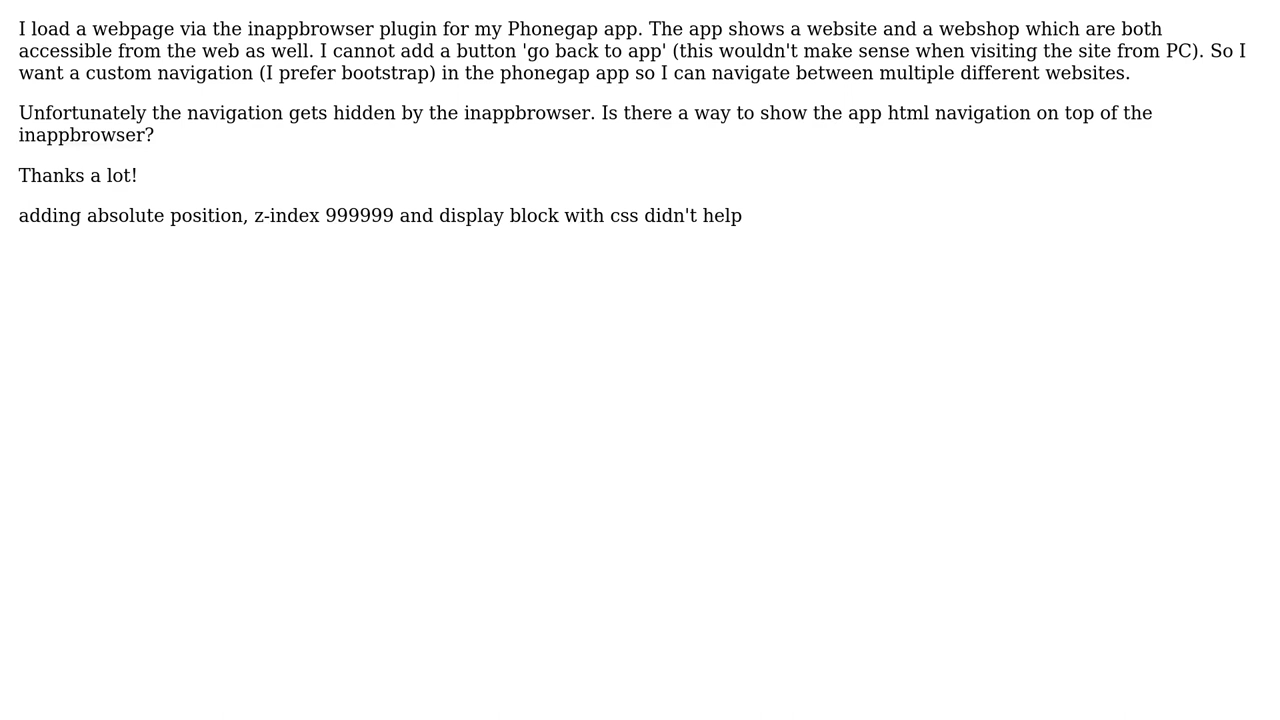 I load a webpage via the inappbrowser plugin for my Phonegap app. The app shows a website and a webshop which are both
accessible from the web as well. I cannot add a button 'go back to app' (this wouldn't make sense when visiting the site from PC). So I
want a custom navigation (I prefer bootstrap) in the phonegap app so I can navigate between multiple different websites.
Unfortunately the navigation gets hidden by the inappbrowser. Is there a way to show the app html navigation on top of the
inappbrowser?
Thanks a lot!
adding absolute position, z-index 999999 and display block with css didn't help